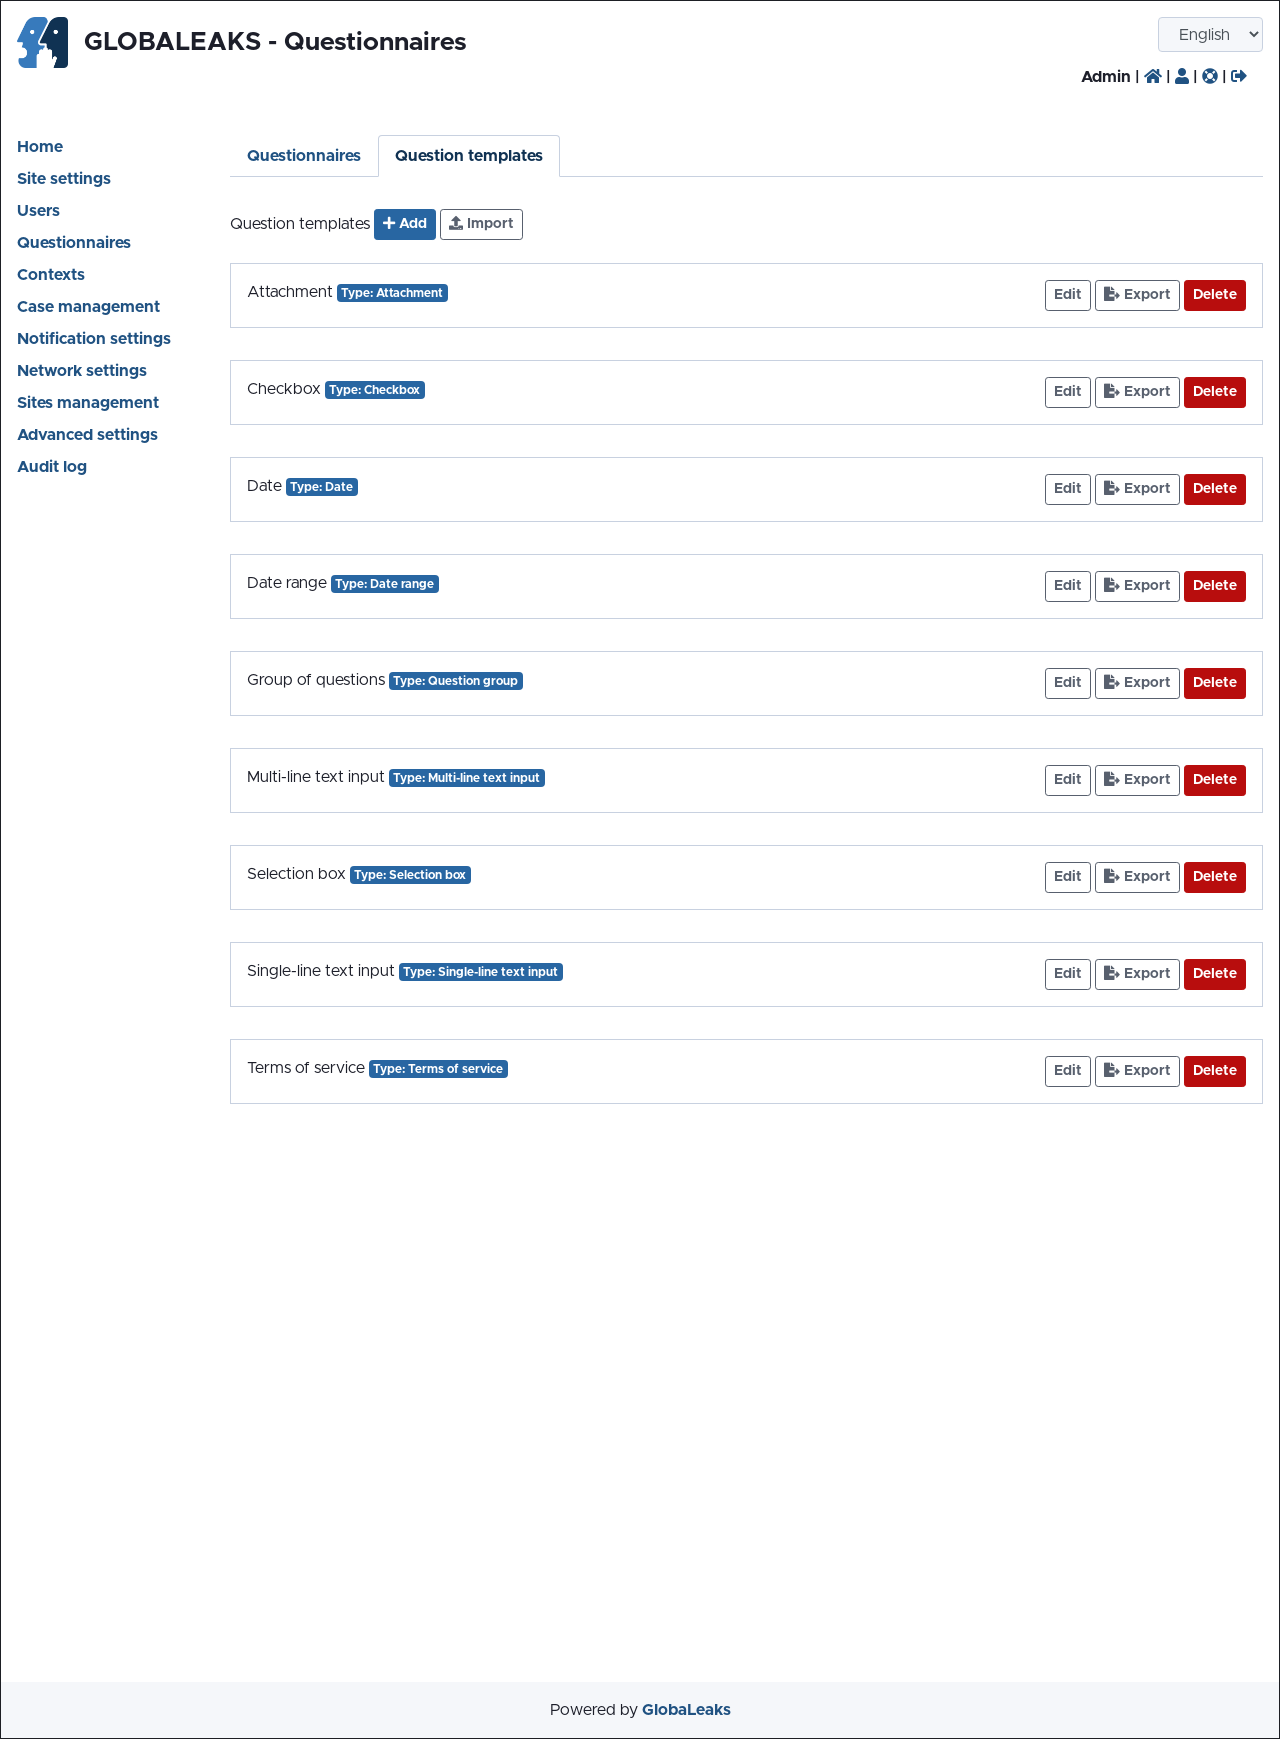 GLOBALEAKS - Questionnaires
English
Admin | | | |
Home
Site settings
Users
Questionnaires
Contexts
Case management
Notification settings
Network settings
Sites management
Advanced settings
Audit log
Questionnaires
Question templates
Question templates Add Import
Attachment Type: Attachment Edit Export Delete
Checkbox Type: Checkbox Edit Export Delete
Date Type: Date Edit Export Delete
Date range Type: Date range Edit Export Delete
Group of questions Type: Question group Edit Export Delete
Multi-line text input Type: Multi-line text input Edit Export Delete
Selection box Type: Selection box Edit Export Delete
Single-line text input Type: Single-line text input Edit Export Delete
Terms of service Type: Terms of service Edit Export Delete
Powered by GlobaLeaks